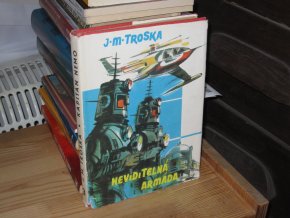 J·M·TROSKA
NEVIDITELNÁ
ARMÁDA
KAPITÁN NEMO